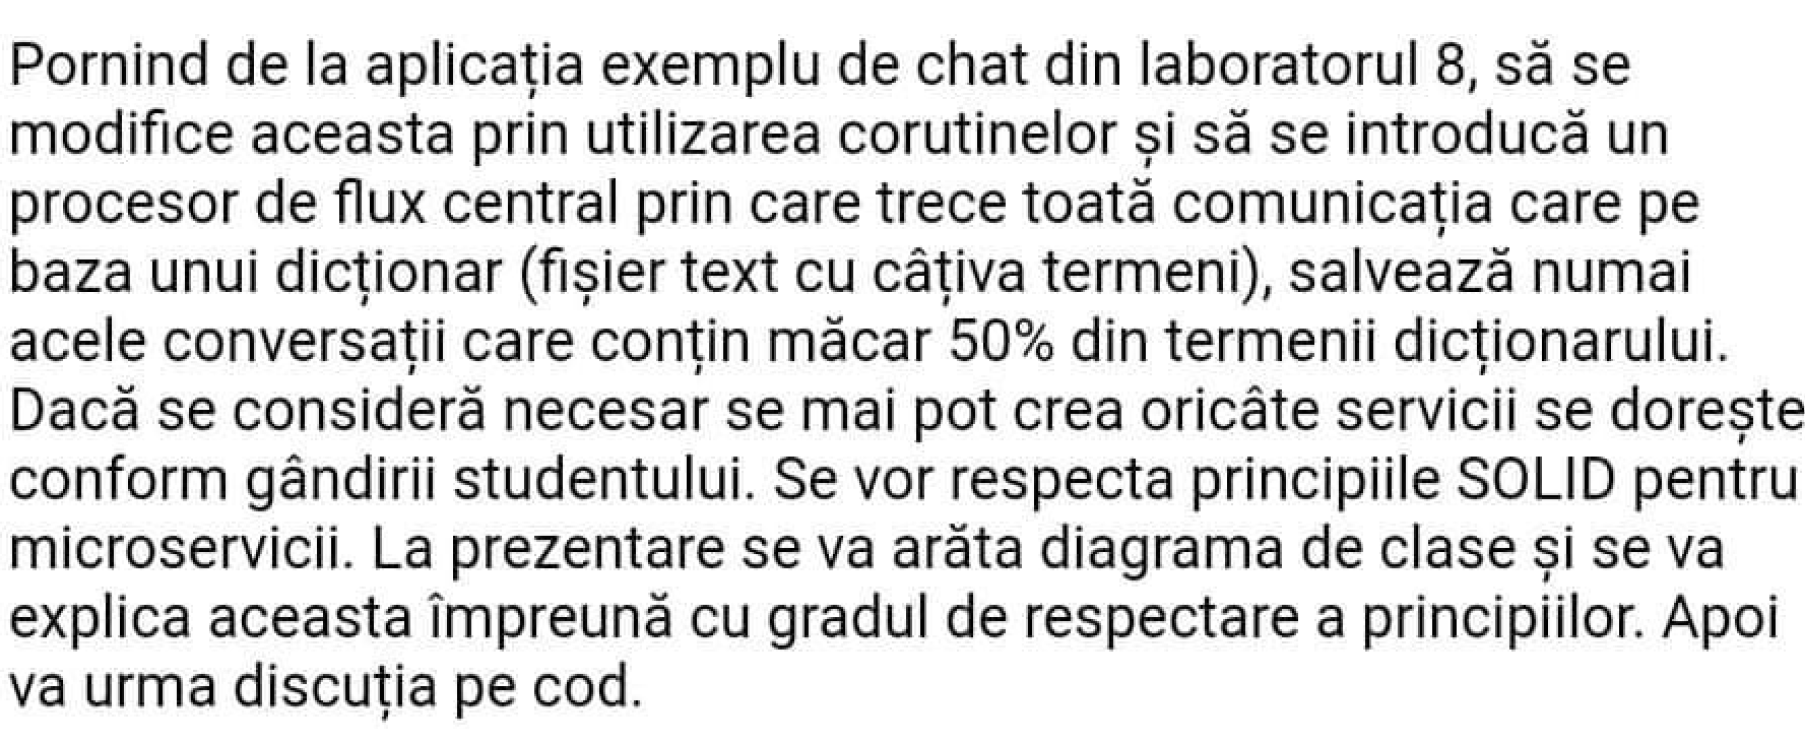 Pornind de la aplicația exemplu de chat din laboratorul 8, să se
modifice aceasta prin utilizarea corutinelor și să se introducă un
procesor de flux central prin care trece toată comunicația care pe
baza unui dicționar (fișier text cu câțiva termeni), salvează numai
acele conversații care conțin măcar 50% din termenii dicționarului.
Dacă se consideră necesar se mai pot crea oricâte servicii se dorește
conform gândirii studentului. Se vor respecta principiile SOLID pentru
microservicii. La prezentare se va arăta diagrama de clase și se va
explica aceasta împreună cu gradul de respectare a principiilor. Apoi
va urma discuția pe cod.